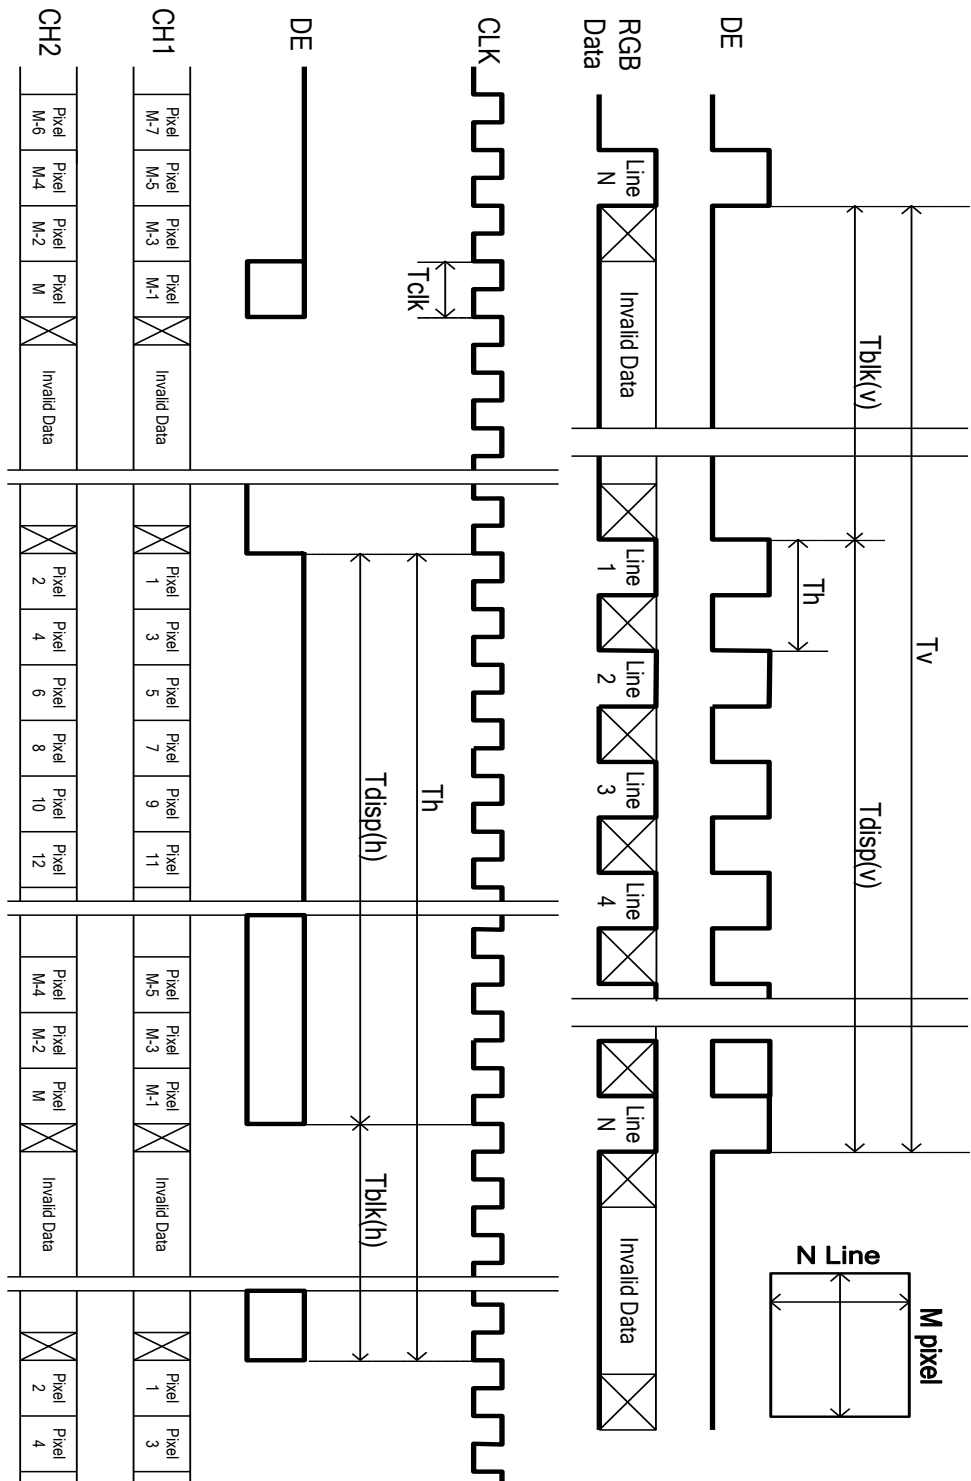 DE
RGB
Data
Tv
Tblk(v)
Tdisp(v)
Th
Line
N
Invalid Data
Line
1
Line
2
Line
3
Line
4
Line
N
Invalid Data
N Line
M pixel
CLK
Tclk
DE
Th
Tdisp(h)
Tblk(h)
CH1
Pixel
M-7
Pixel
M-5
Pixel
M-3
Pixel
M-1
Invalid Data
Pixel
1
Pixel
3
Pixel
5
Pixel
7
Pixel
9
Pixel
11
Pixel
M-5
Pixel
M-3
Pixel
M-1
Invalid Data
Pixel
1
Pixel
3
CH2
Pixel
M-6
Pixel
M-4
Pixel
M-2
Pixel
M
Invalid Data
Pixel
2
Pixel
4
Pixel
6
Pixel
8
Pixel
10
Pixel
12
Pixel
M-4
Pixel
M-2
Pixel
M
Invalid Data
Pixel
2
Pixel
4